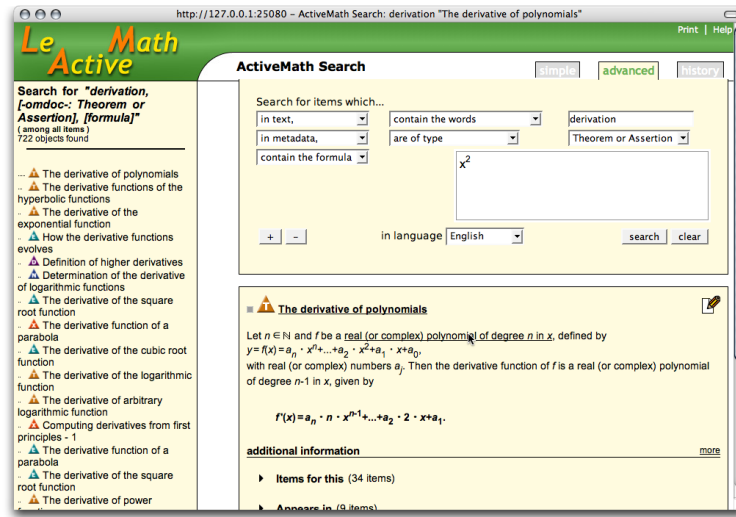 http://127.0.0.1:25080 – ActiveMath Search: derivation "The derivative of polynomials"
Print | Help
Le Math
Active
ActiveMath Search
simple
advanced
history
Search for "derivation,
[-omdoc-: Theorem or
Assertion], [formula]"
( among all items )
722 objects found
... The derivative of polynomials
.. The derivative functions of the
hyperbolic functions
.. The derivative of the
exponential function
.. How the derivative functions
evolves
.. Definition of higher derivatives
.. Determination of the derivative
of logarithmic functions
.. The derivative of the square
root function
.. The derivative function of a
parabola
.. The derivative of the cubic root
function
.. The derivative of the logarithmic
function
.. The derivative of arbitrary
logarithmic function
.. Computing derivatives from first
principles - 1
.. The derivative function of a
parabola
.. The derivative of the square
root function
.. The derivative of power
Search for items which...
in text, contain the words derivation
in metadata, are of type Theorem or Assertion
contain the formula x²
+ - in language English search clear
The derivative of polynomials
Let n ∈ ℕ and f be a real (or complex) polynomial of degree n in x, defined by
y=f(x)=aₙ · xⁿ+...+a₂ · x²+a₁ · x+a₀,
with real (or complex) numbers aⱼ. Then the derivative function of f is a real (or complex) polynomial
of degree n-1 in x, given by
f'(x)=aₙ · n · xⁿ⁻¹+...+a₂ · 2 · x+a₁.
additional information more
Items for this (34 items)
Appears in (9 items)